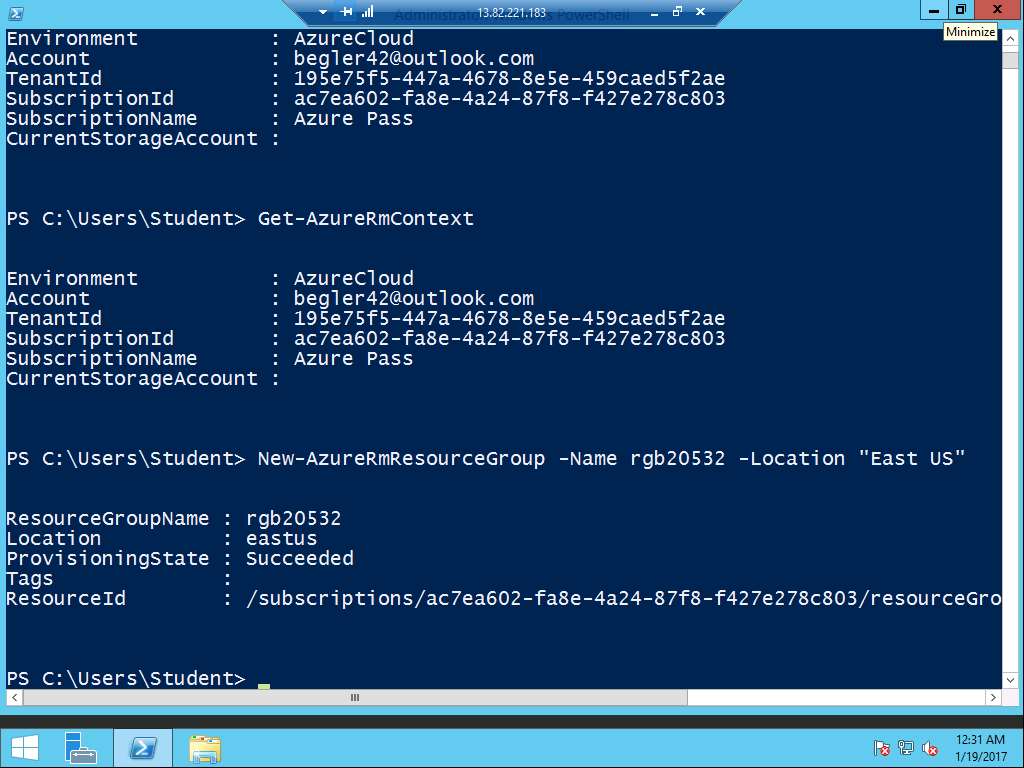 Administrator: Windows PowerShell
13.82.221.183
Minimize
Environment : AzureCloud
Account : begler42@outlook.com
TenantId : 195e75f5-447a-4678-8e5e-459caed5f2ae
SubscriptionId : ac7ea602-fa8e-4a24-87f8-f427e278c803
SubscriptionName : Azure Pass
CurrentStorageAccount :
PS C:\Users\Student> Get-AzureRmContext
Environment : AzureCloud
Account : begler42@outlook.com
TenantId : 195e75f5-447a-4678-8e5e-459caed5f2ae
SubscriptionId : ac7ea602-fa8e-4a24-87f8-f427e278c803
SubscriptionName : Azure Pass
CurrentStorageAccount :
PS C:\Users\Student> New-AzureRmResourceGroup -Name rgb20532 -Location "East US"
ResourceGroupName : rgb20532
Location : eastus
ProvisioningState : Succeeded
Tags :
ResourceId : /subscriptions/ac7ea602-fa8e-4a24-87f8-f427e278c803/resourceGro
PS C:\Users\Student>
12:31 AM
1/19/2017